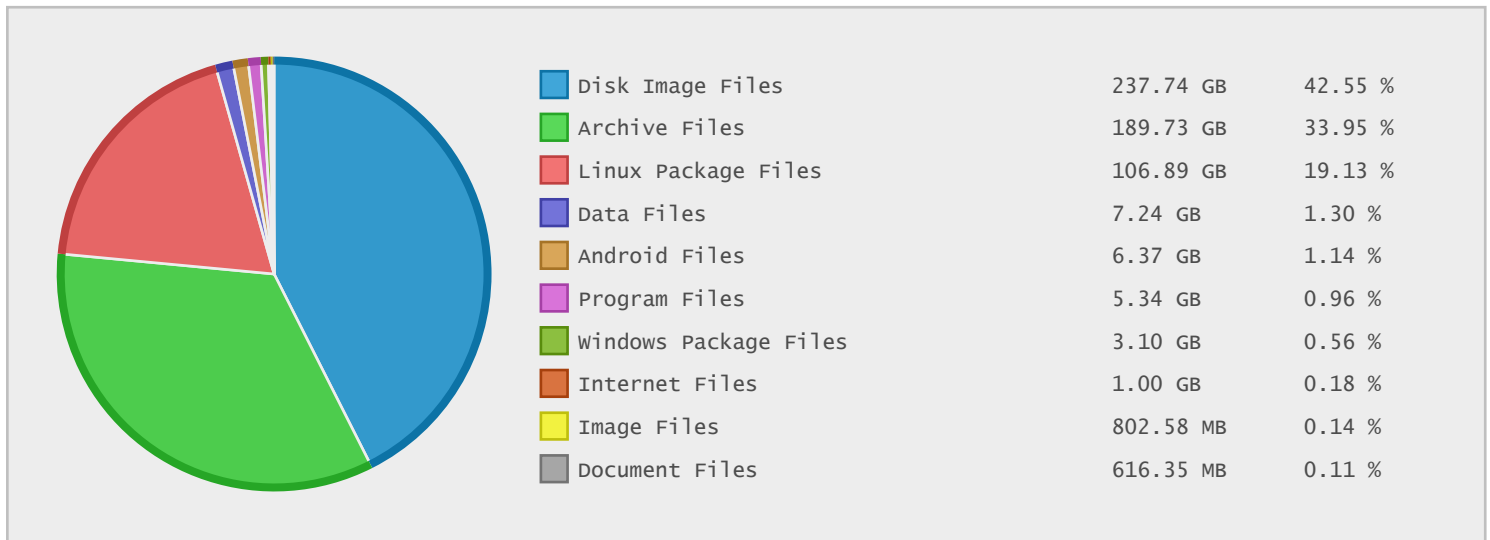 Disk Image Files 237.74 GB 42.55 %
Archive Files 189.73 GB 33.95 %
Linux Package Files 106.89 GB 19.13 %
Data Files 7.24 GB 1.30 %
Android Files 6.37 GB 1.14 %
Program Files 5.34 GB 0.96 %
Windows Package Files 3.10 GB 0.56 %
Internet Files 1.00 GB 0.18 %
Image Files 802.58 MB 0.14 %
Document Files 616.35 MB 0.11 %